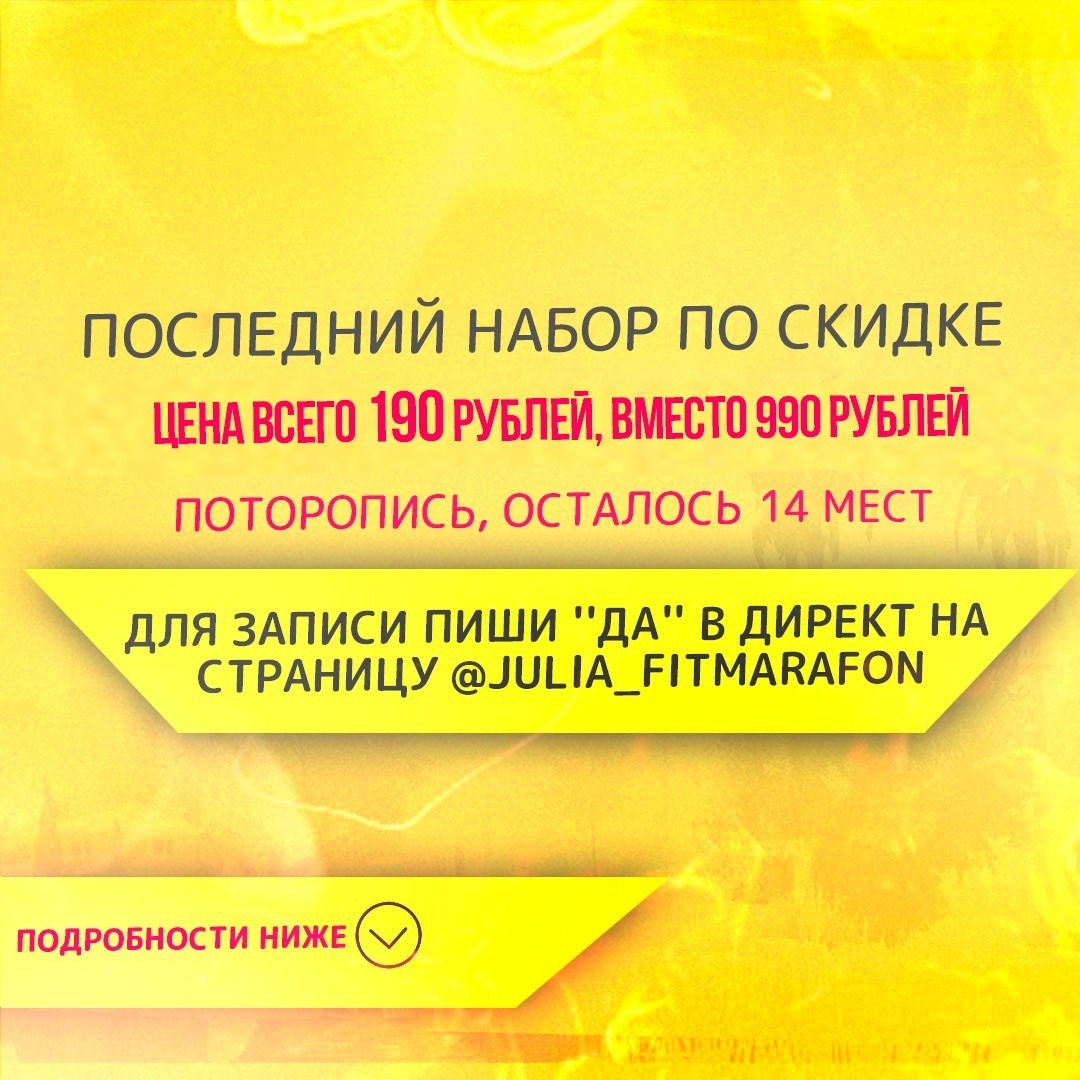 ПОСЛЕДНИЙ НАБОР ПО СКИДКЕ
ЦЕНА ВСЕГО 190 РУБЛЕЙ, ВМЕСТО 990 РУБЛЕЙ
ПОТОРОПИСЬ, ОСТАЛОСЬ 14 МЕСТ
ДЛЯ ЗАПИСИ ПИШИ "ДА" В ДИРЕКТ НА
СТРАНИЦУ @JULIA_FITMARAFON
ПОДРОБНОСТИ НИЖЕ